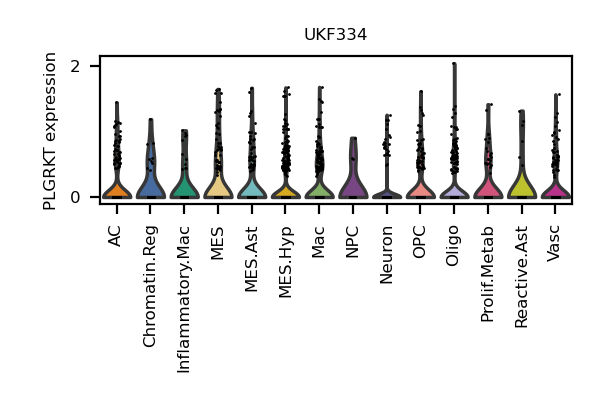 UKF334
PLGRKT expression
2
0
AC
Chromatin.Reg
Inflammatory.Mac
MES
MES.Ast
MES.Hyp
Mac
NPC
Neuron
OPC
Oligo
Prolif.Metab
Reactive.Ast
Vasc